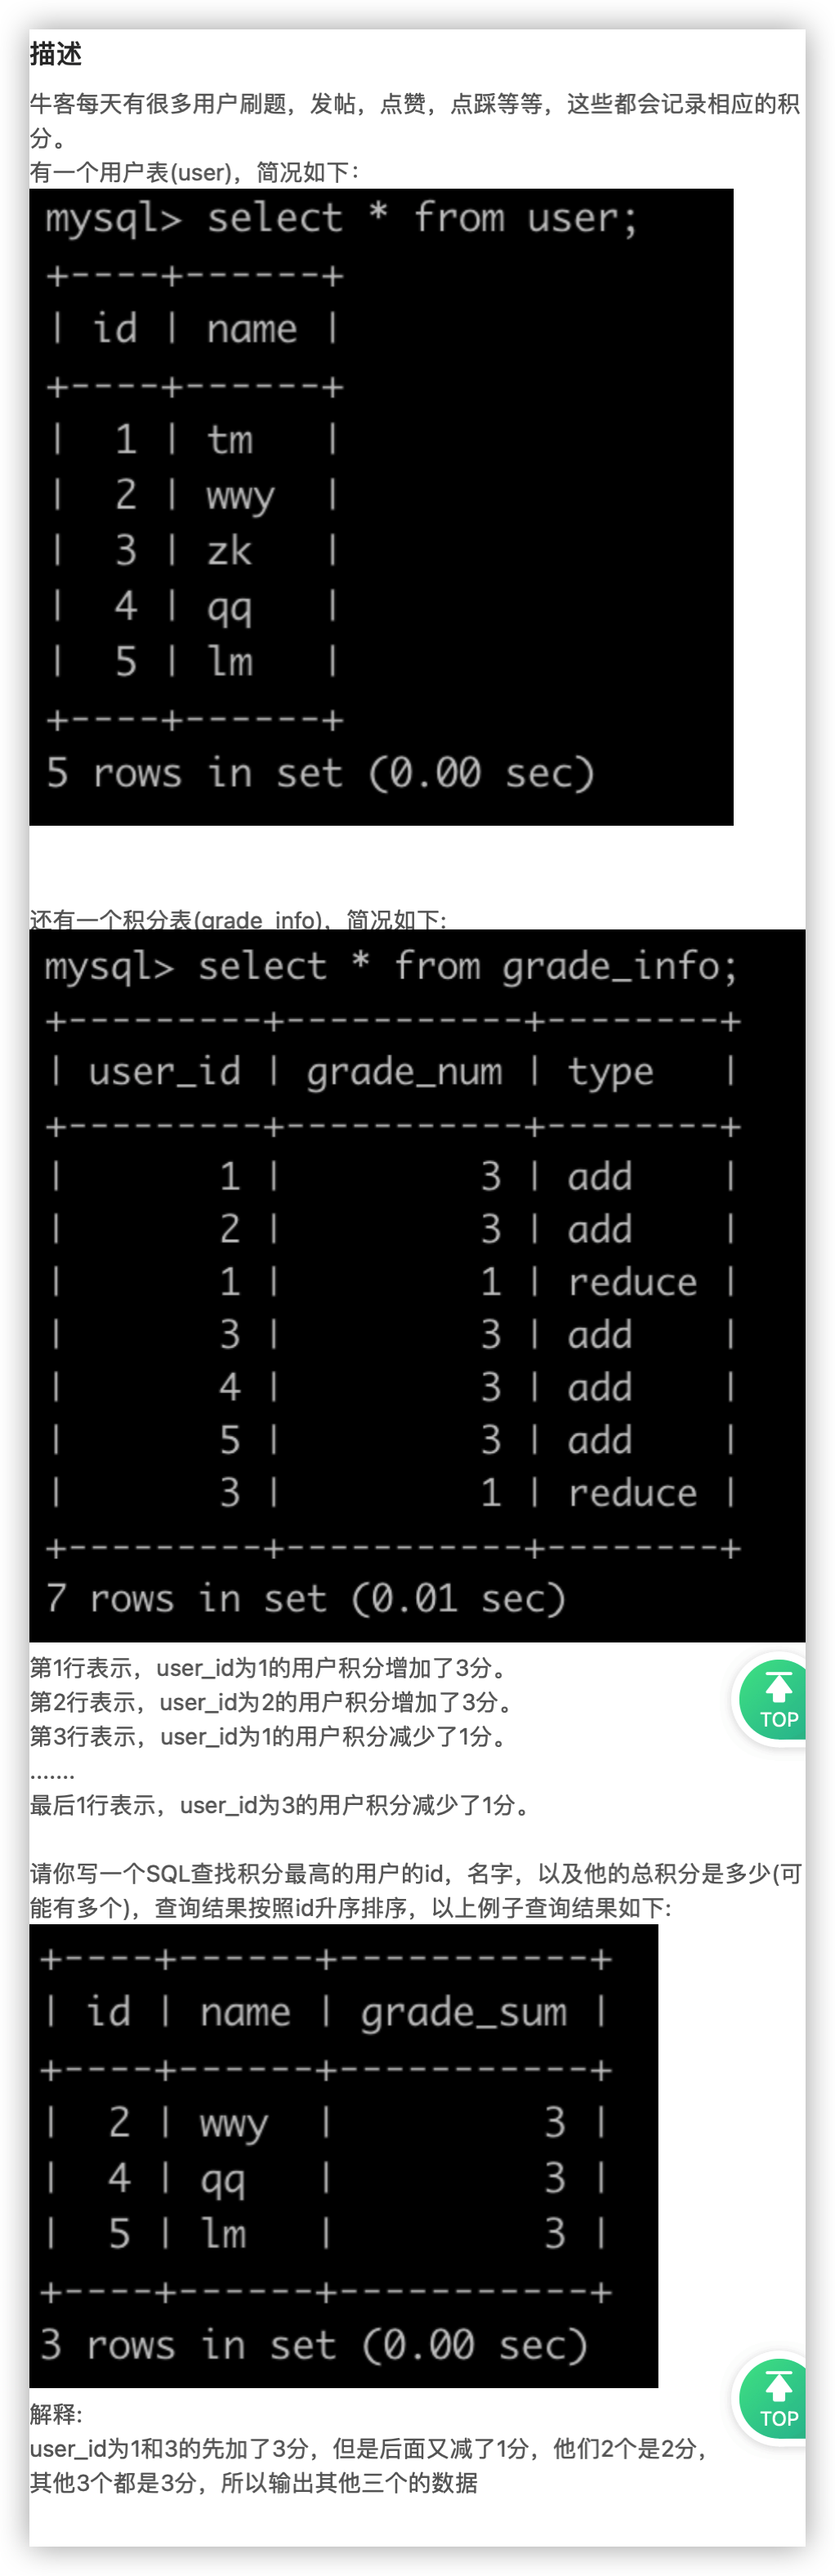 描述
牛客每天有很多用户刷题，发帖，点赞，点踩等等，这些都会记录相应的积
分。
有一个用户表(user)，简况如下：
mysql> select * from user;
+----+------+
| id | name |
+----+------+
|  1 | tm   |
|  2 | wwy  |
|  3 | zk   |
|  4 | qq   |
|  5 | lm   |
+----+------+
5 rows in set (0.00 sec)
还有一个积分表(grade_info)，简况如下:
mysql> select * from grade_info;
+---------+-----------+--------+
| user_id | grade_num | type   |
+---------+-----------+--------+
|       1 |         3 | add    |
|       2 |         3 | add    |
|       1 |         1 | reduce |
|       3 |         3 | add    |
|       4 |         3 | add    |
|       5 |         3 | add    |
|       3 |         1 | reduce |
+---------+-----------+--------+
7 rows in set (0.01 sec)
第1行表示，user_id为1的用户积分增加了3分。
第2行表示，user_id为2的用户积分增加了3分。
第3行表示，user_id为1的用户积分减少了1分。
.......
最后1行表示，user_id为3的用户积分减少了1分。
TOP
请你写一个SQL查找积分最高的用户的id，名字，以及他的总积分是多少(可
能有多个)，查询结果按照id升序排序，以上例子查询结果如下:
+----+------+-----------+
| id | name | grade_sum |
+----+------+-----------+
|  2 | wwy  |         3 |
|  4 | qq   |         3 |
|  5 | lm   |         3 |
+----+------+-----------+
3 rows in set (0.00 sec)
TOP
解释:
user_id为1和3的先加了3分，但是后面又减了1分，他们2个是2分，
其他3个都是3分，所以输出其他三个的数据